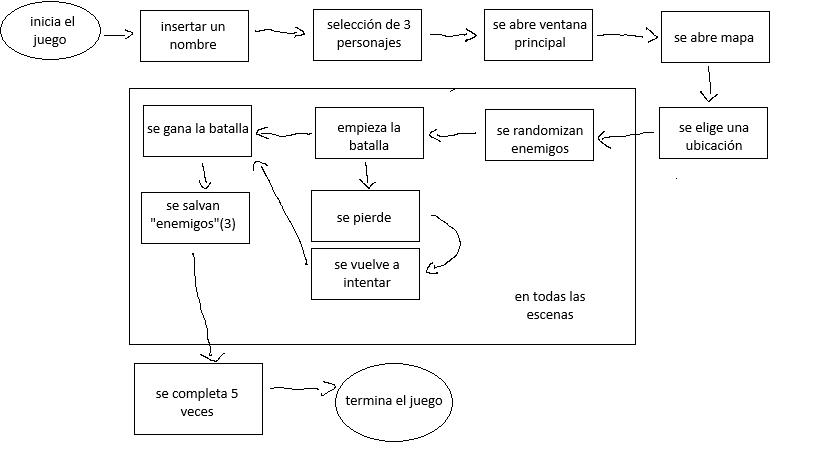 inicia el
juego
insertar un
nombre
selección de 3
personajes
se abre ventana
principal
se abre mapa
se elige una
ubicación
se randomizan
enemigos
empieza la
batalla
se gana la batalla
se salvan
"enemigos"(3)
se pierde
se vuelve a
intentar
en todas las
escenas
se completa 5
veces
termina el juego